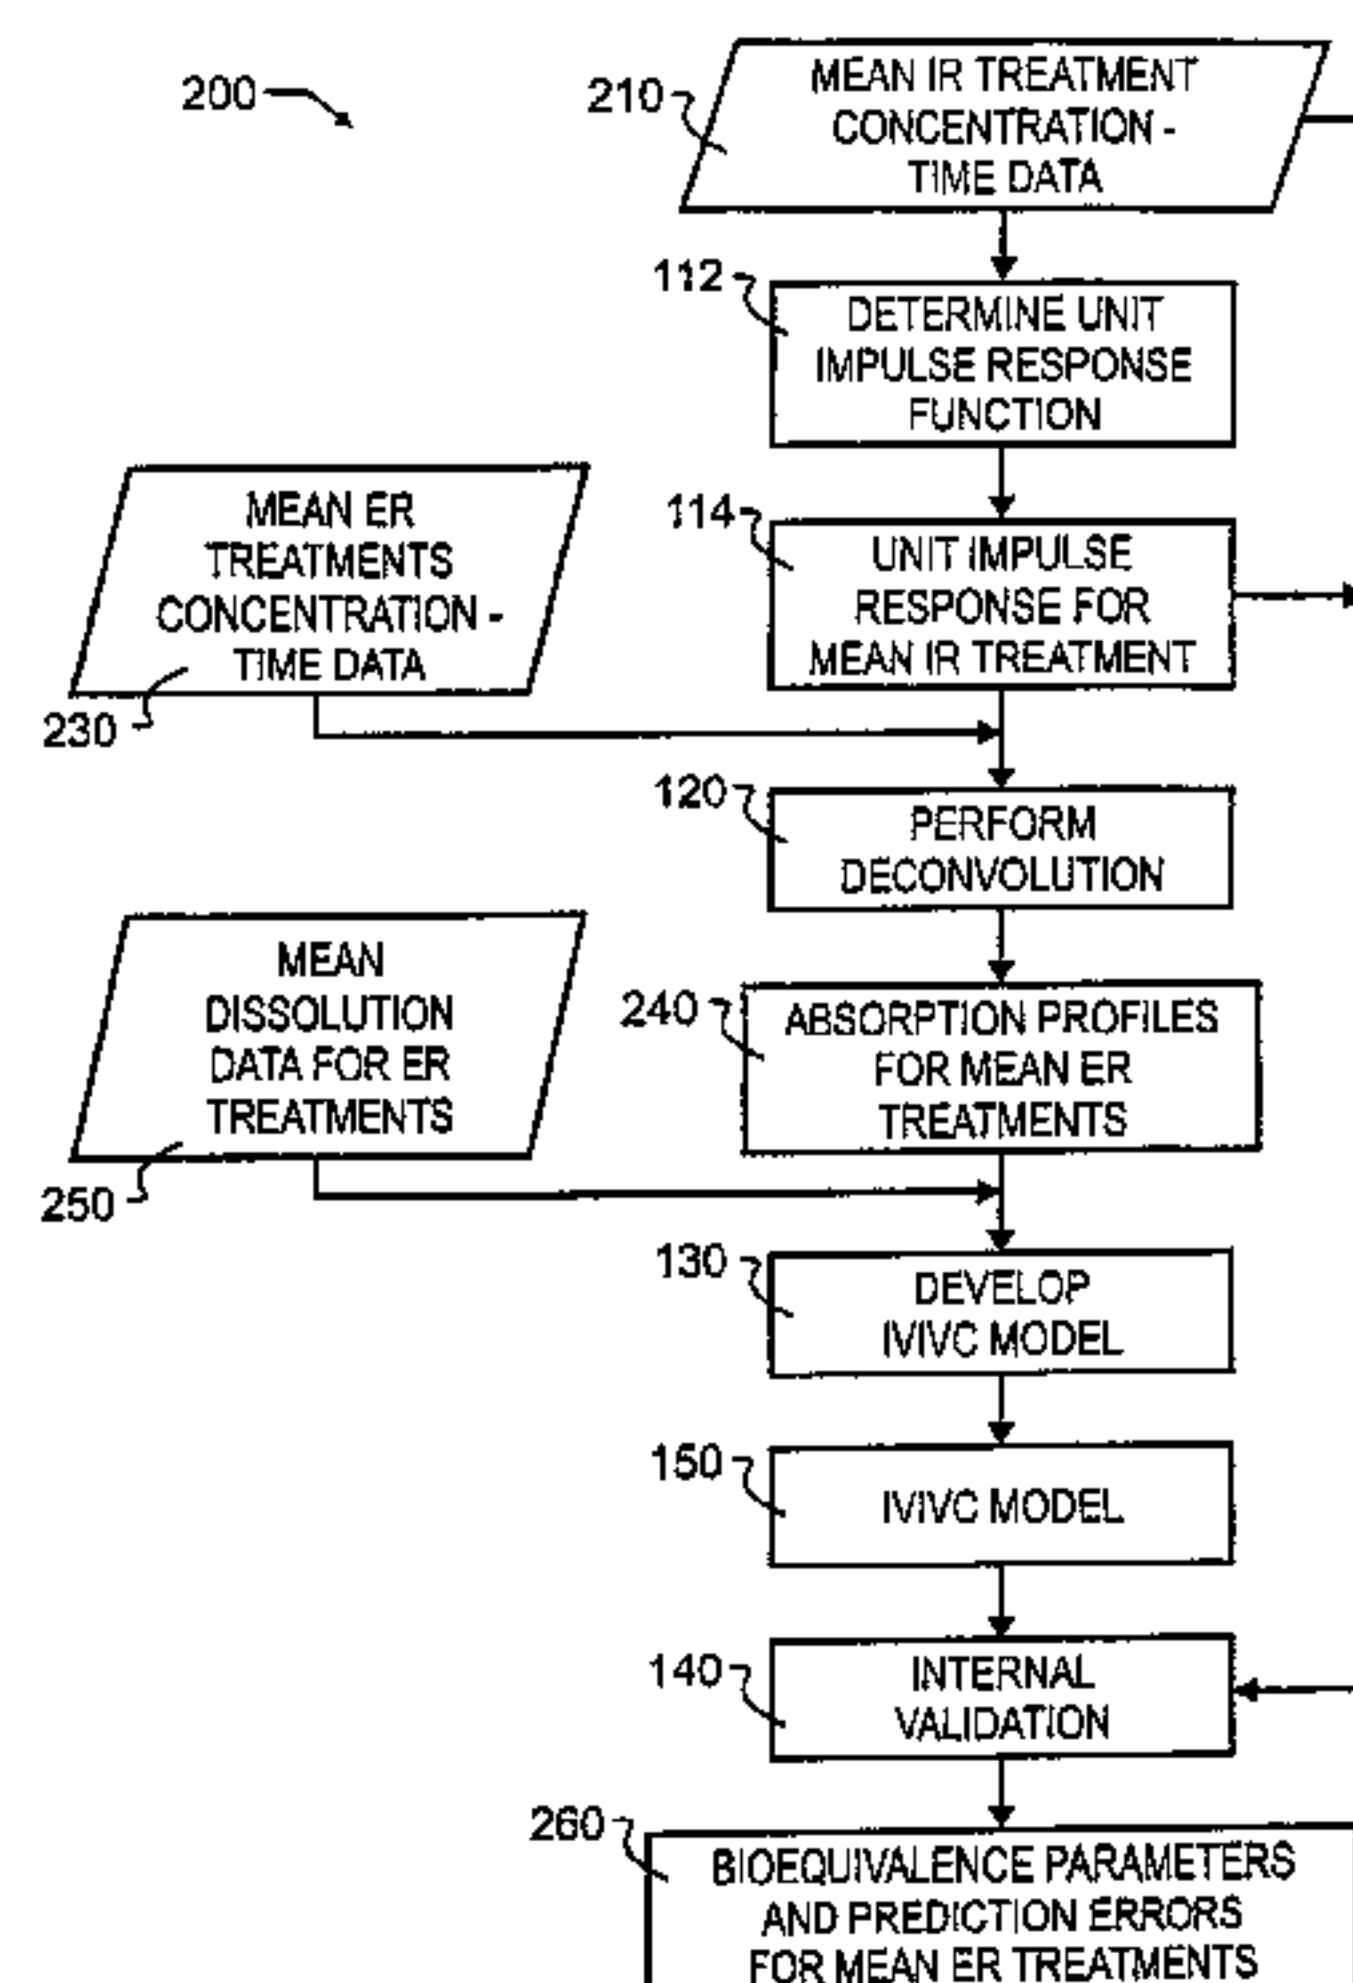 200
210
MEAN IR TREATMENT
CONCENTRATION -
TIME DATA
112
DETERMINE UNIT
IMPULSE RESPONSE
FUNCTION
MEAN ER
TREATMENTS
CONCENTRATION -
TIME DATA
230
114
UNIT IMPULSE
RESPONSE FOR
MEAN IR TREATMENT
120
PERFORM
DECONVOLUTION
MEAN
DISSOLUTION
DATA FOR ER
TREATMENTS
250
240
ABSORPTION PROFILES
FOR MEAN ER
TREATMENTS
130
DEVELOP
IVIVC MODEL
150
IVIVC MODEL
140
INTERNAL
VALIDATION
260
BIOEQUIVALENCE PARAMETERS
AND PREDICTION ERRORS
FOR MEAN ER TREATMENTS